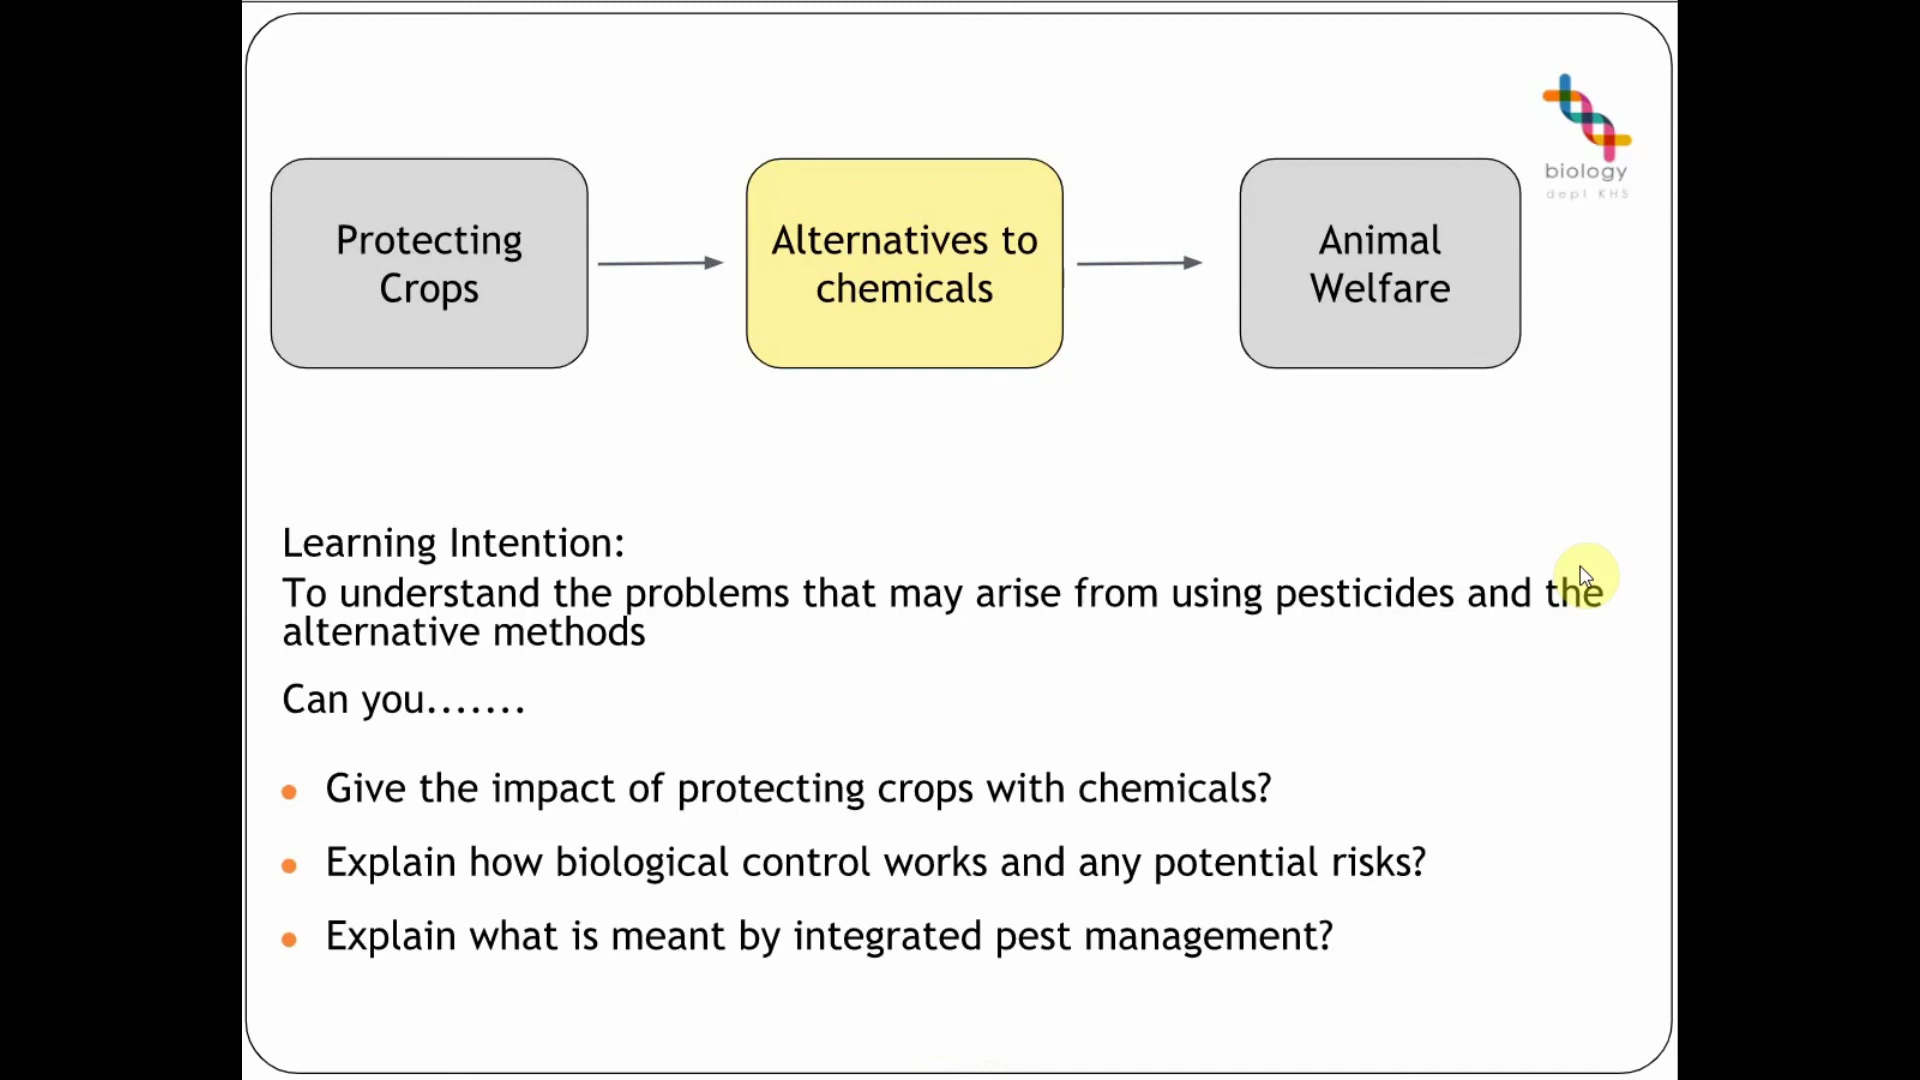 biology
dept KHS
Protecting
Crops
Alternatives to
chemicals
Animal
Welfare
Learning Intention:
To understand the problems that may arise from using pesticides and the
alternative methods
Can you.......
Give the impact of protecting crops with chemicals?
Explain how biological control works and any potential risks?
Explain what is meant by integrated pest management?